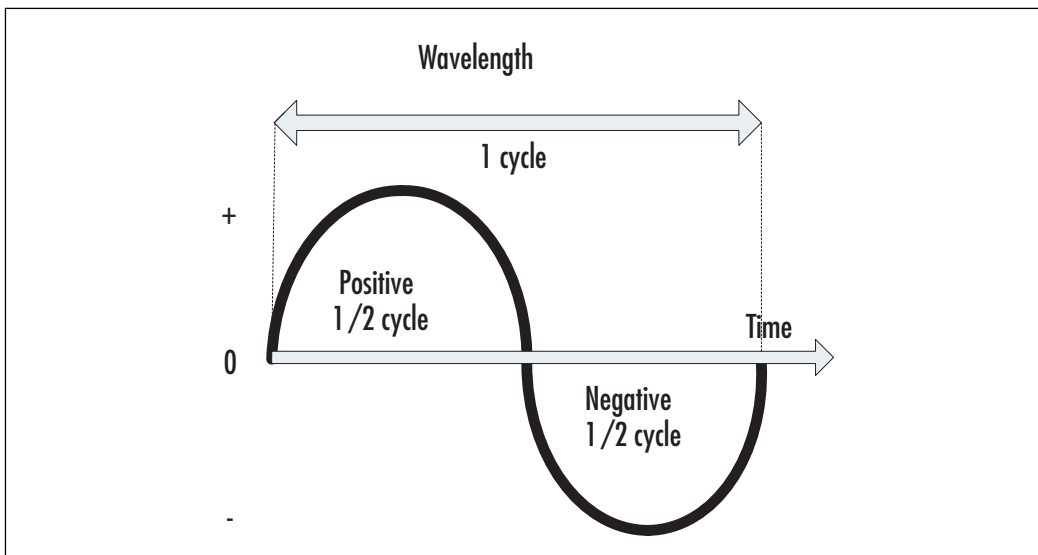 Wavelength
1 cycle
+
Positive
1/2 cycle
Time
0
Negative
1/2 cycle
-